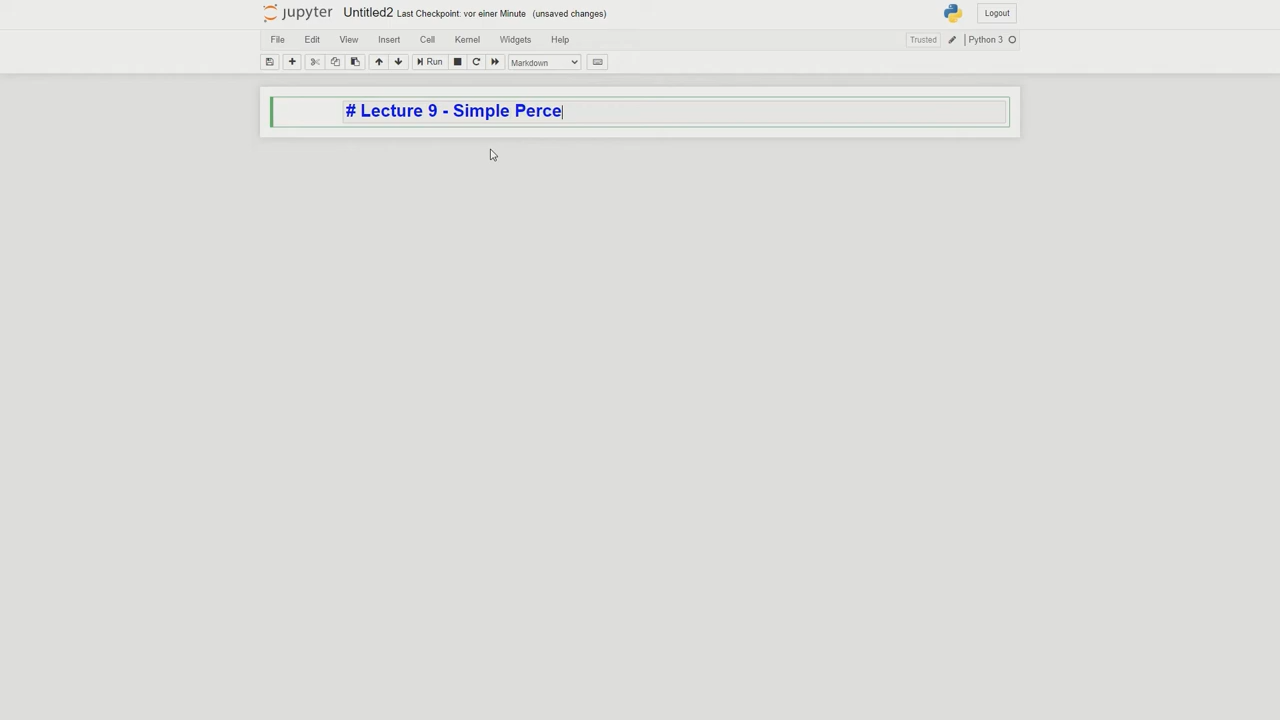 jupyter Untitled2 Last Checkpoint: vor einer Minute (unsaved changes) Logout
File Edit View Insert Cell Kernel Widgets Help Trusted Python 3
Run Markdown
# Lecture 9 - Simple Perce